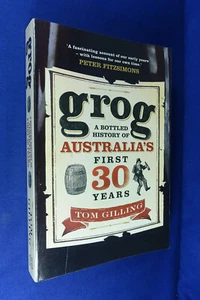 'A fascinating account of our early years –
with lessons for our own time.'
PETER FITZSIMONS
grog
A BOTTLED
HISTORY OF
AUSTRALIA'S
FIRST
30
YEARS
TOM GILLING
grog